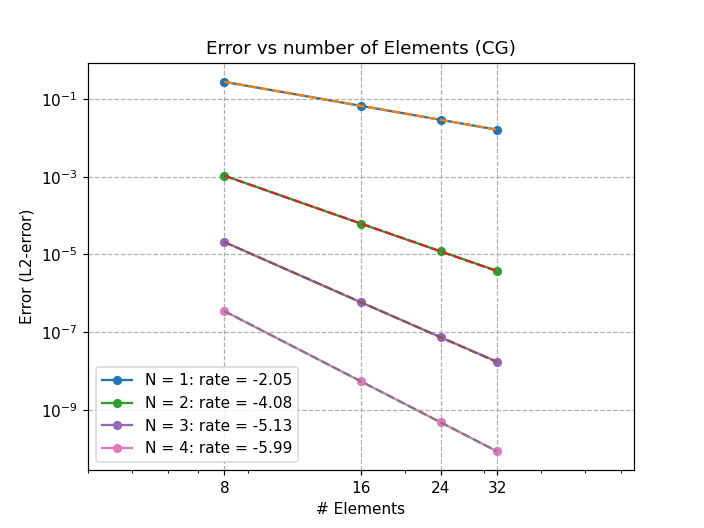 Error vs number of Elements (CG)
Error (L2-error)
10⁻¹
10⁻³
10⁻⁵
10⁻⁷
10⁻⁹
N = 1: rate = -2.05
N = 2: rate = -4.08
N = 3: rate = -5.13
N = 4: rate = -5.99
8 16 24 32
# Elements